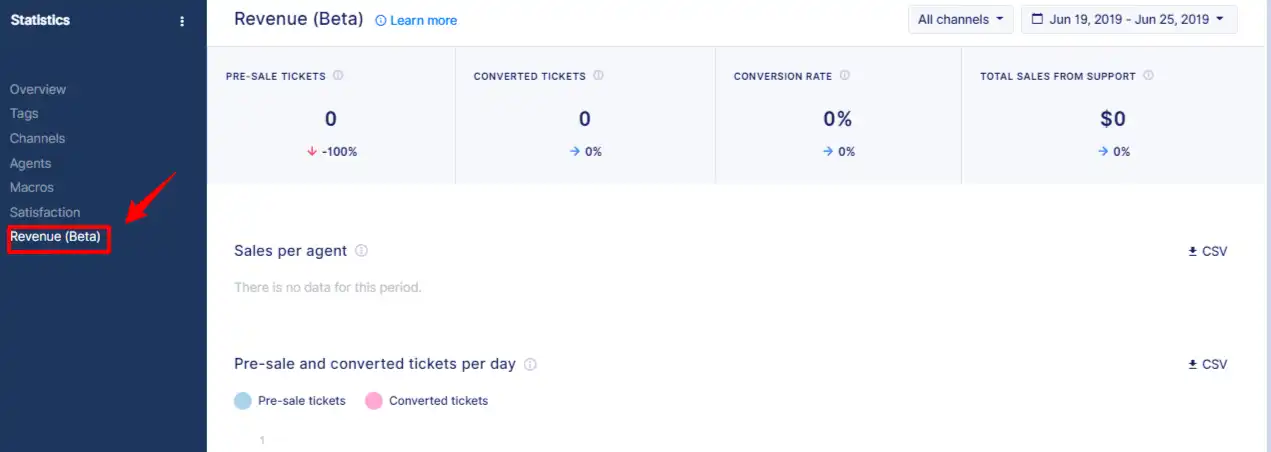 Statistics
Overview
Tags
Channels
Agents
Macros
Satisfaction
Revenue (Beta)
Revenue (Beta) Learn more
All channels
Jun 19, 2019 - Jun 25, 2019
PRE-SALE TICKETS
0
-100%
CONVERTED TICKETS
0
0%
CONVERSION RATE
0%
0%
TOTAL SALES FROM SUPPORT
$0
0%
Sales per agent
CSV
There is no data for this period.
Pre-sale and converted tickets per day
CSV
Pre-sale tickets
Converted tickets
1